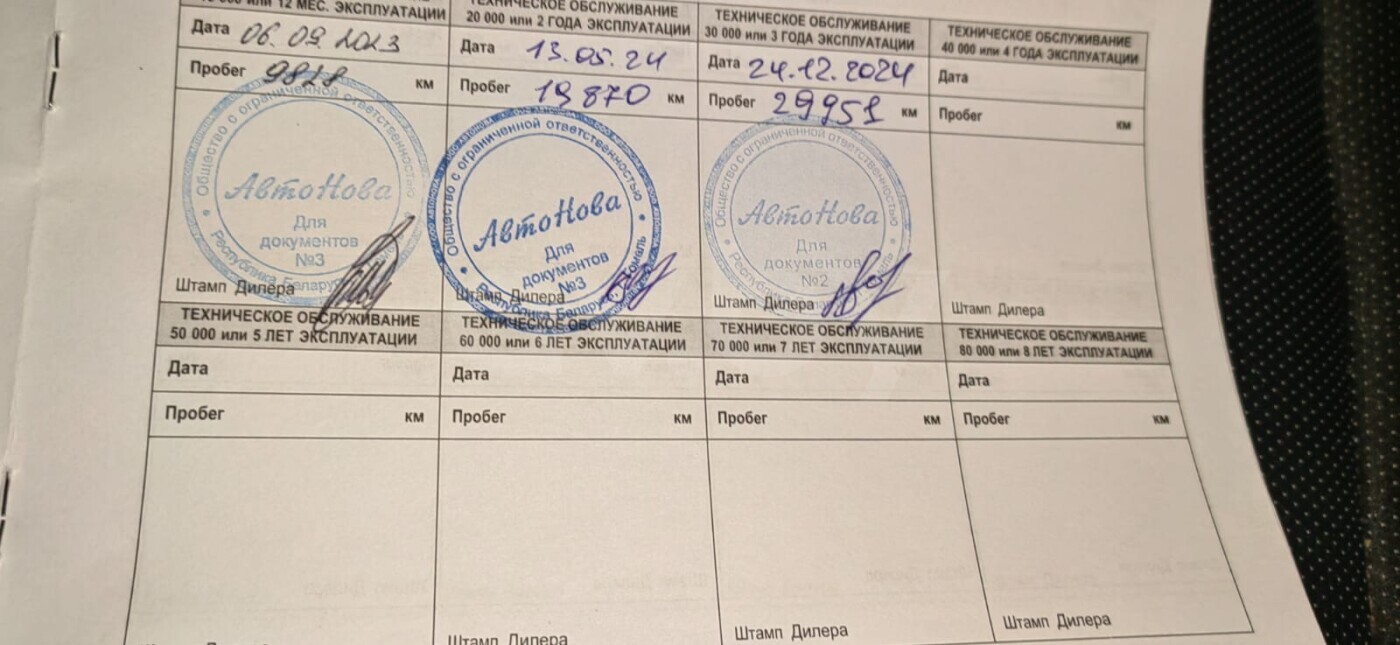 12 МЕС. ЭКСПЛУАТАЦИИ
Дата 06.09.2023
Пробег 9828 км
Общество с ограниченной ответственностью
АвтоНова
Для
документов
№3
Республика Беларусь
Штамп Дилера
ТЕХНИЧЕСКОЕ ОБСЛУЖИВАНИЕ
20 000 или 2 ГОДА ЭКСПЛУАТАЦИИ
Дата 13.05.24
Пробег 19870 км
Общество с ограниченной ответственностью
АвтоНова
Для
документов
№3
Республика Беларусь Гомель
Штамп Дилера
ТЕХНИЧЕСКОЕ ОБСЛУЖИВАНИЕ
30 000 или 3 ГОДА ЭКСПЛУАТАЦИИ
Дата 24.12.2024
Пробег 29951 км
Общество с ограниченной ответственностью
АвтоНова
Для
документов
№2
Штамп Дилера
ТЕХНИЧЕСКОЕ ОБСЛУЖИВАНИЕ
40 000 или 4 ГОДА ЭКСПЛУАТАЦИИ
Дата
Пробег км
Штамп Дилера
ТЕХНИЧЕСКОЕ ОБСЛУЖИВАНИЕ
50 000 или 5 ЛЕТ ЭКСПЛУАТАЦИИ
Дата
Пробег км
ТЕХНИЧЕСКОЕ ОБСЛУЖИВАНИЕ
60 000 или 6 ЛЕТ ЭКСПЛУАТАЦИИ
Дата
Пробег км
Штамп Дилера
ТЕХНИЧЕСКОЕ ОБСЛУЖИВАНИЕ
70 000 или 7 ЛЕТ ЭКСПЛУАТАЦИИ
Дата
Пробег км
Штамп Дилера
ТЕХНИЧЕСКОЕ ОБСЛУЖИВАНИЕ
80 000 или 8 ЛЕТ ЭКСПЛУАТАЦИИ
Дата
Пробег км
Штамп Дилера